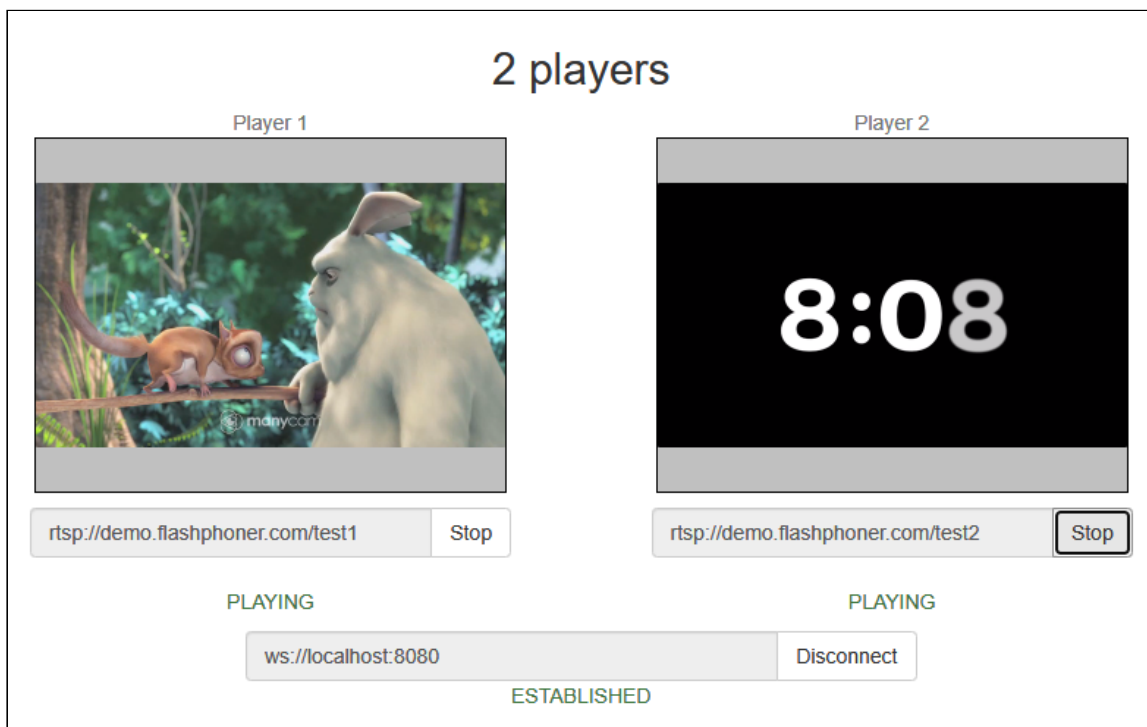 2 players
Player 1
Player 2
manycam
8:08
rtsp://demo.flashphoner.com/test1
Stop
rtsp://demo.flashphoner.com/test2
Stop
PLAYING
PLAYING
ws://localhost:8080
Disconnect
ESTABLISHED